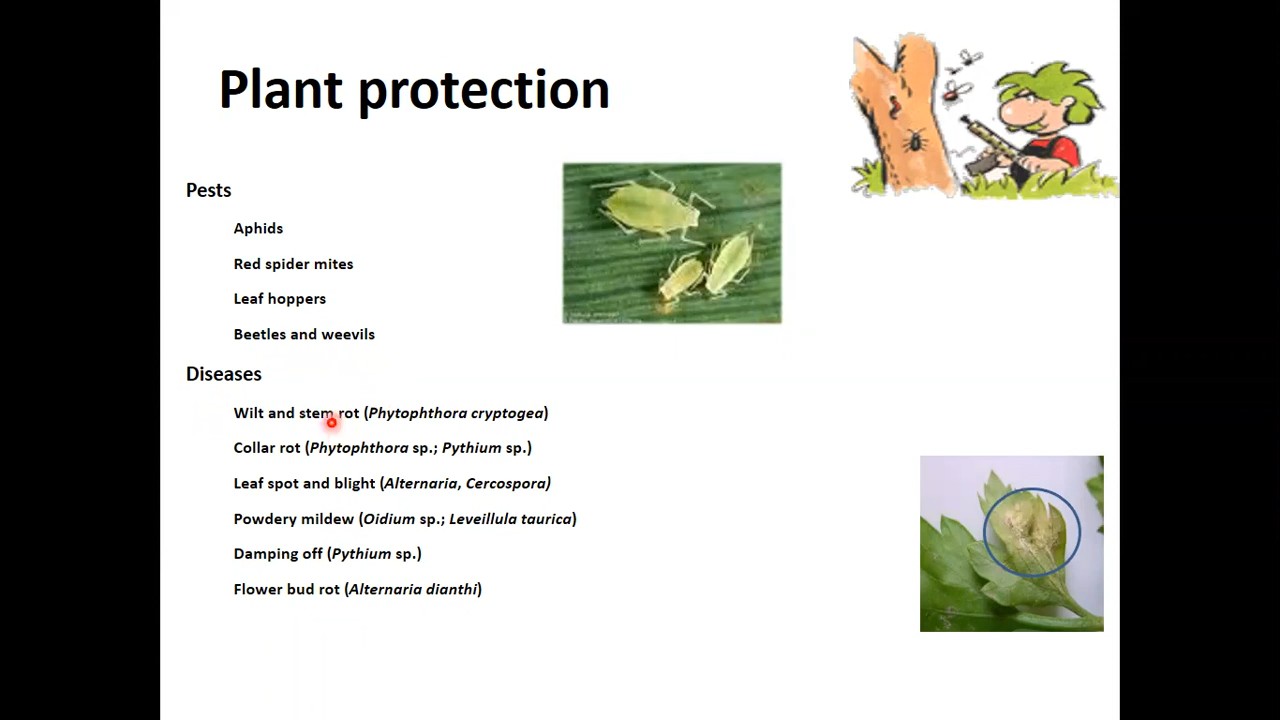 Plant protection
Pests
Aphids
Red spider mites
Leaf hoppers
Beetles and weevils
Diseases
Wilt and stem rot (Phytophthora cryptogea)
Collar rot (Phytophthora sp.; Pythium sp.)
Leaf spot and blight (Alternaria, Cercospora)
Powdery mildew (Oidium sp.; Leveillula taurica)
Damping off (Pythium sp.)
Flower bud rot (Alternaria dianthi)